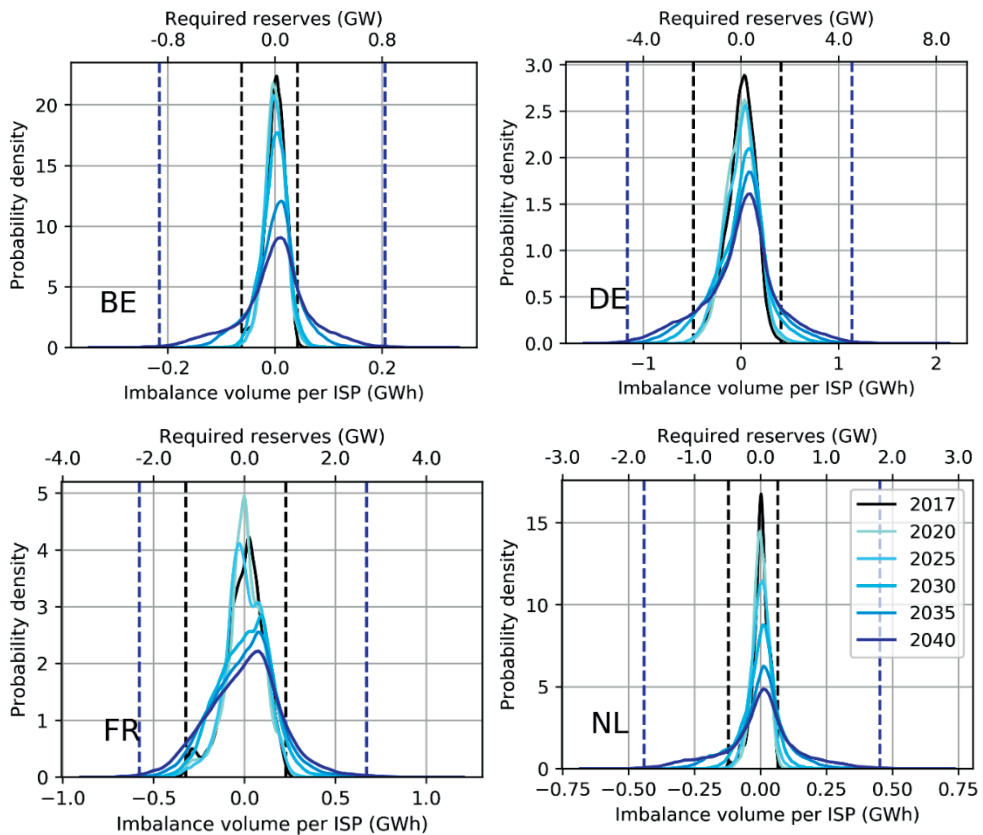 Required reserves (GW)
-0.8 0.0 0.8
20
15
10
5
0
Probability density
BE
−0.2 0.0 0.2
Imbalance volume per ISP (GWh)
Required reserves (GW)
-4.0 0.0 4.0 8.0
3.0
2.5
2.0
1.5
1.0
0.5
0.0
Probability density
DE
−1 0 1 2
Imbalance volume per ISP (GWh)
Required reserves (GW)
-4.0 -2.0 0.0 2.0 4.0
5
4
3
2
1
0
Probability density
FR
−1.0 −0.5 0.0 0.5 1.0
Imbalance volume per ISP (GWh)
Required reserves (GW)
-3.0 -2.0 -1.0 0.0 1.0 2.0 3.0
15
10
5
0
Probability density
NL
2017
2020
2025
2030
2035
2040
−0.75 −0.50 −0.25 0.00 0.25 0.50 0.75
Imbalance volume per ISP (GWh)